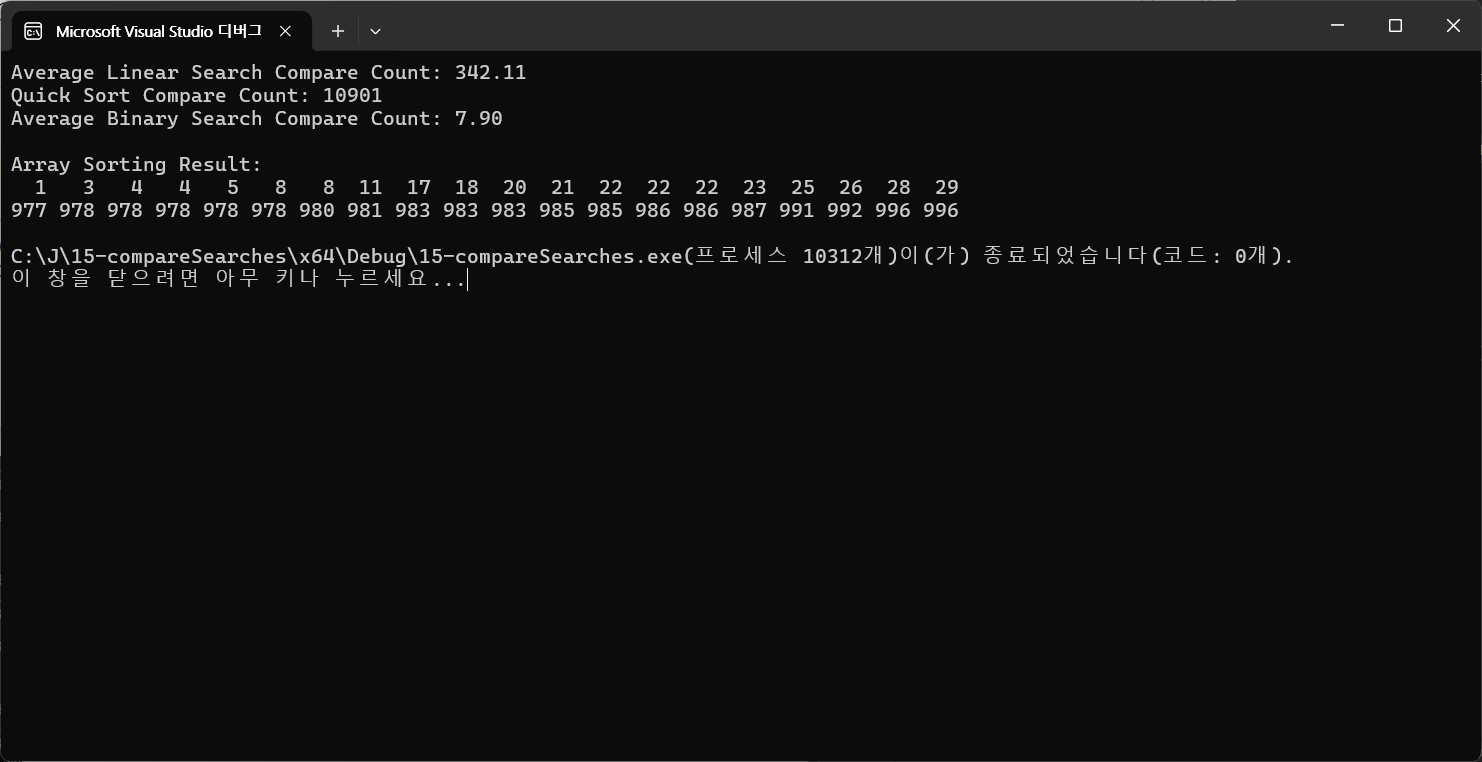 Microsoft Visual Studio 디버그
Average Linear Search Compare Count: 342.11
Quick Sort Compare Count: 10901
Average Binary Search Compare Count: 7.90
Array Sorting Result:
1 3 4 4 5 8 8 11 17 18 20 21 22 22 22 23 25 26 28 29
977 978 978 978 978 978 980 981 983 983 983 985 985 986 986 987 991 992 996 996
C:\J\15-compareSearches\x64\Debug\15-compareSearches.exe(프로세스 10312개)이(가) 종료되었습니다(코드: 0개).
이 창을 닫으려면 아무 키나 누르세요...